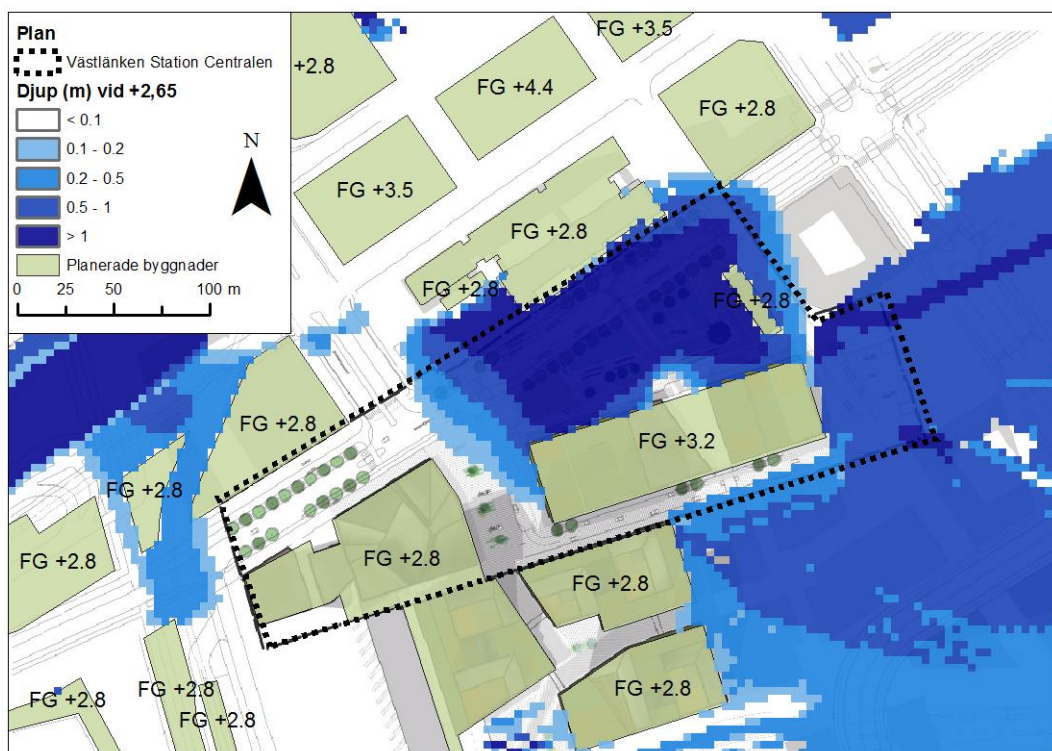 Plan
Västlänken Station Centralen
Djup (m) vid +2,65
< 0.1
0.1 - 0.2
0.2 - 0.5
0.5 - 1
> 1
Planerade byggnader
0 25 50 100 m
N
+2.8
FG +3.5
FG +4.4
FG +2.8
FG +3.5
FG +2.8
FG +2.8
FG +2.8
FG +2.8
FG +3.2
FG +2.8
FG +2.8
FG +2.8
FG +2.8
FG +2.8
FG +2.8
FG +2.8
FG +2.8